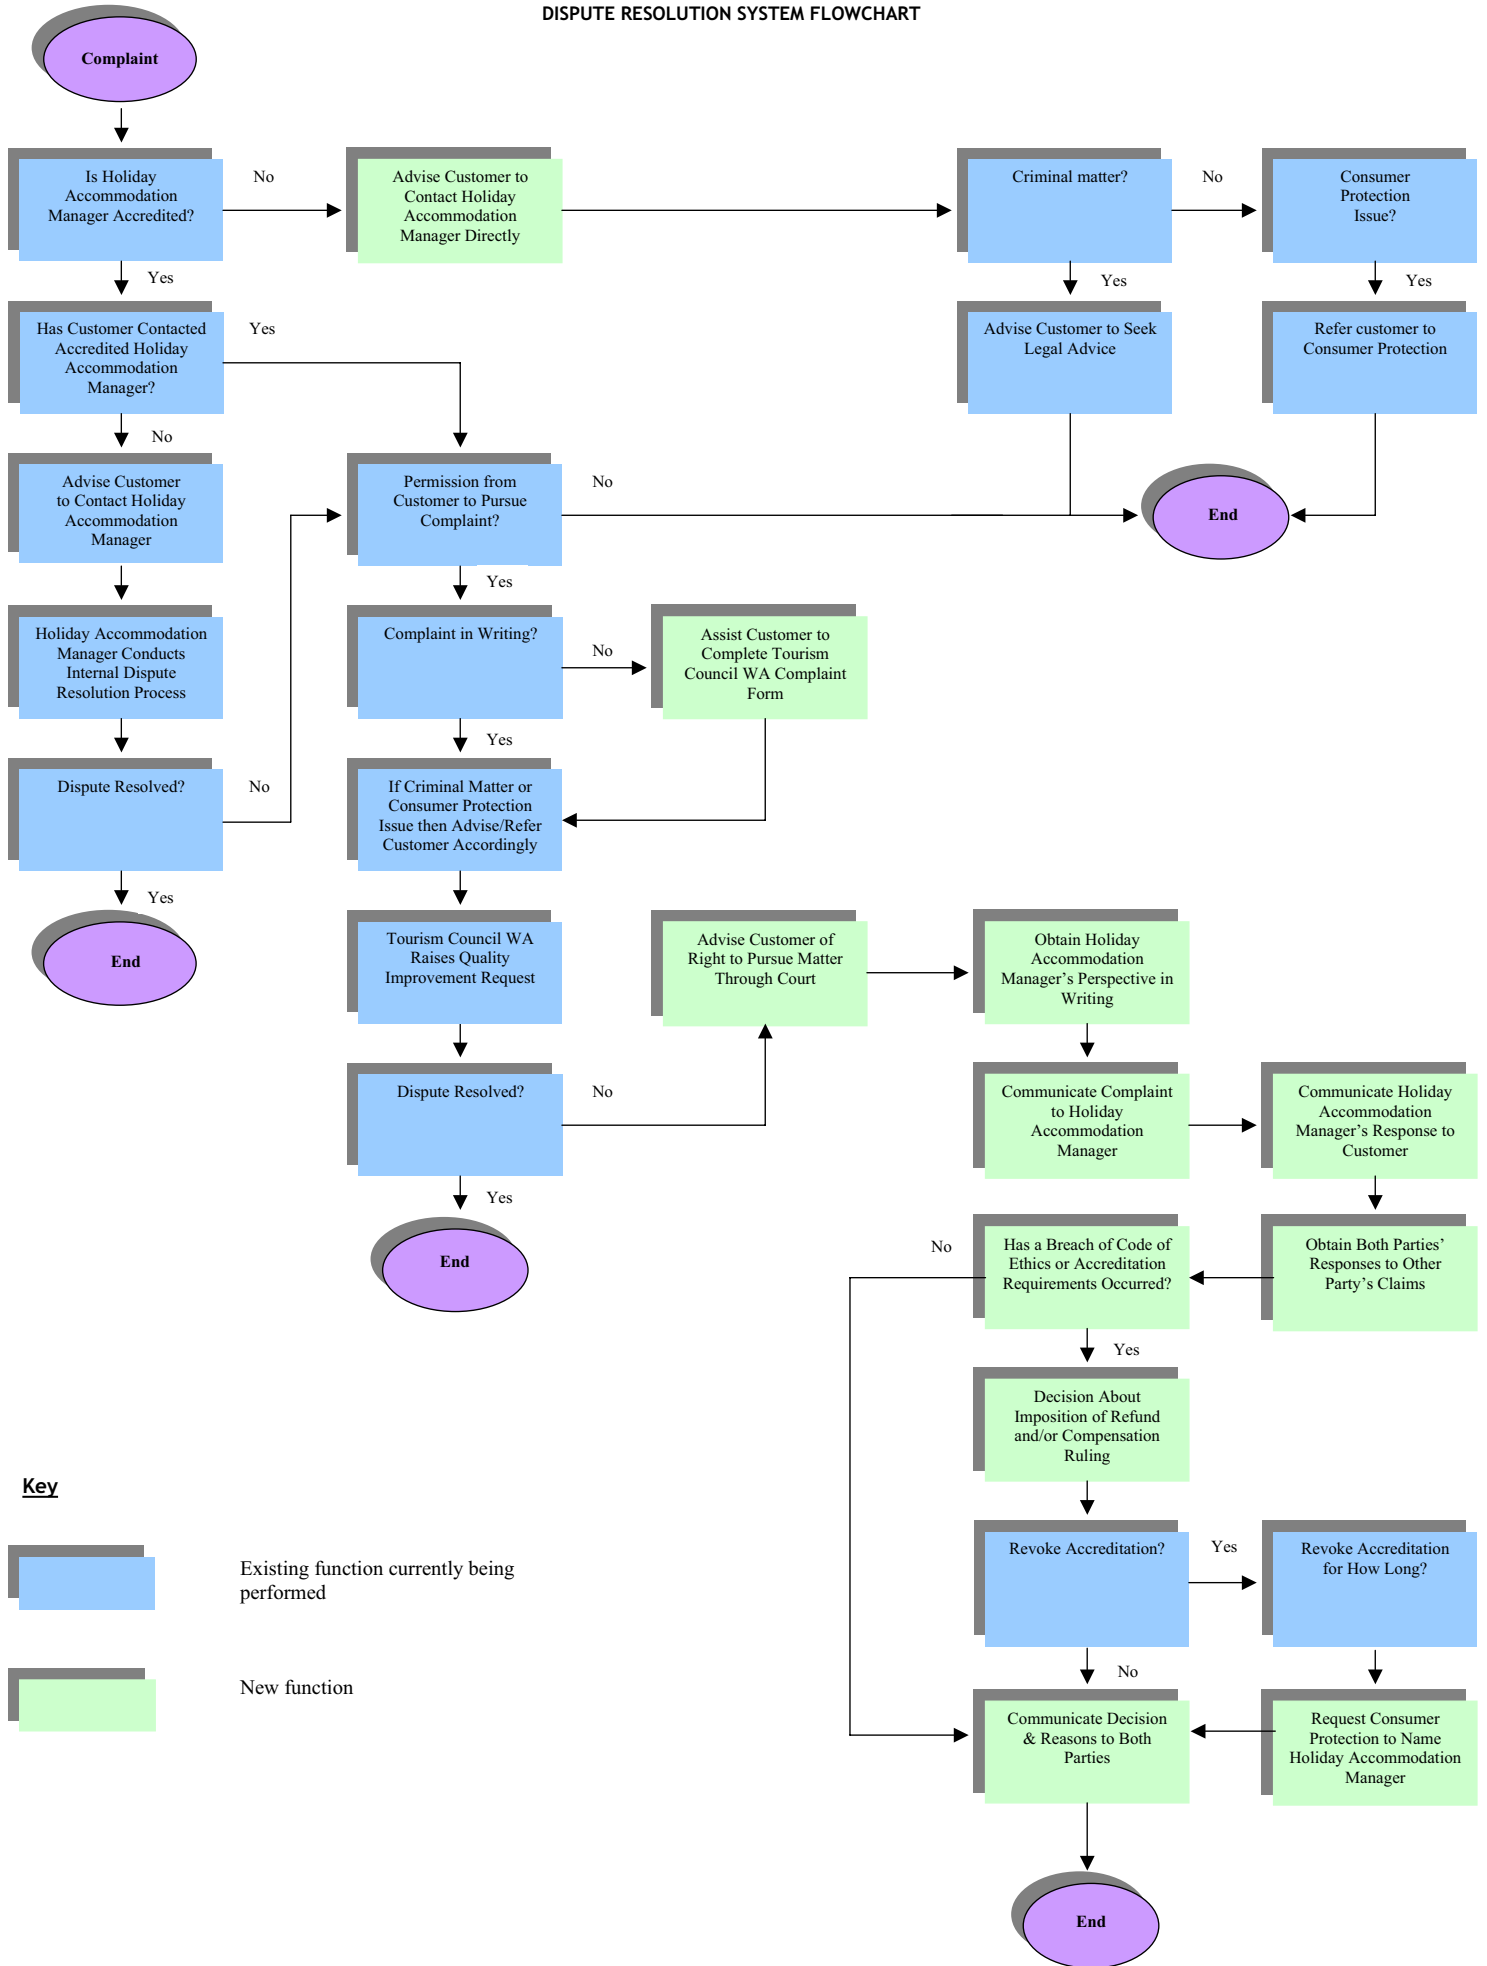 DISPUTE RESOLUTION SYSTEM FLOWCHART
Complaint
Is Holiday
Accommodation
Manager Accredited?
No
Advise Customer to
Contact Holiday
Accommodation
Manager Directly
Criminal matter?
No
Consumer
Protection
Issue?
Yes
Yes
Yes
Has Customer Contacted
Accredited Holiday
Accommodation
Manager?
Yes
Advise Customer to Seek
Legal Advice
Refer customer to
Consumer Protection
No
Advise Customer
to Contact Holiday
Accommodation
Manager
Permission from
Customer to Pursue
Complaint?
No
End
Yes
Holiday Accommodation
Manager Conducts
Internal Dispute
Resolution Process
Complaint in Writing?
No
Assist Customer to
Complete Tourism
Council WA Complaint
Form
Yes
Dispute Resolved?
No
If Criminal Matter or
Consumer Protection
Issue then Advise/Refer
Customer Accordingly
Yes
End
Tourism Council WA
Raises Quality
Improvement Request
Advise Customer of
Right to Pursue Matter
Through Court
Obtain Holiday
Accommodation
Manager’s Perspective in
Writing
Dispute Resolved?
No
Communicate Complaint
to Holiday
Accommodation
Manager
Communicate Holiday
Accommodation
Manager’s Response to
Customer
Yes
End
No
Has a Breach of Code of
Ethics or Accreditation
Requirements Occurred?
Obtain Both Parties’
Responses to Other
Party’s Claims
Yes
Decision About
Imposition of Refund
and/or Compensation
Ruling
Key
Existing function currently being
performed
Revoke Accreditation?
Yes
Revoke Accreditation
for How Long?
No
New function
Communicate Decision
& Reasons to Both
Parties
Request Consumer
Protection to Name
Holiday Accommodation
Manager
End